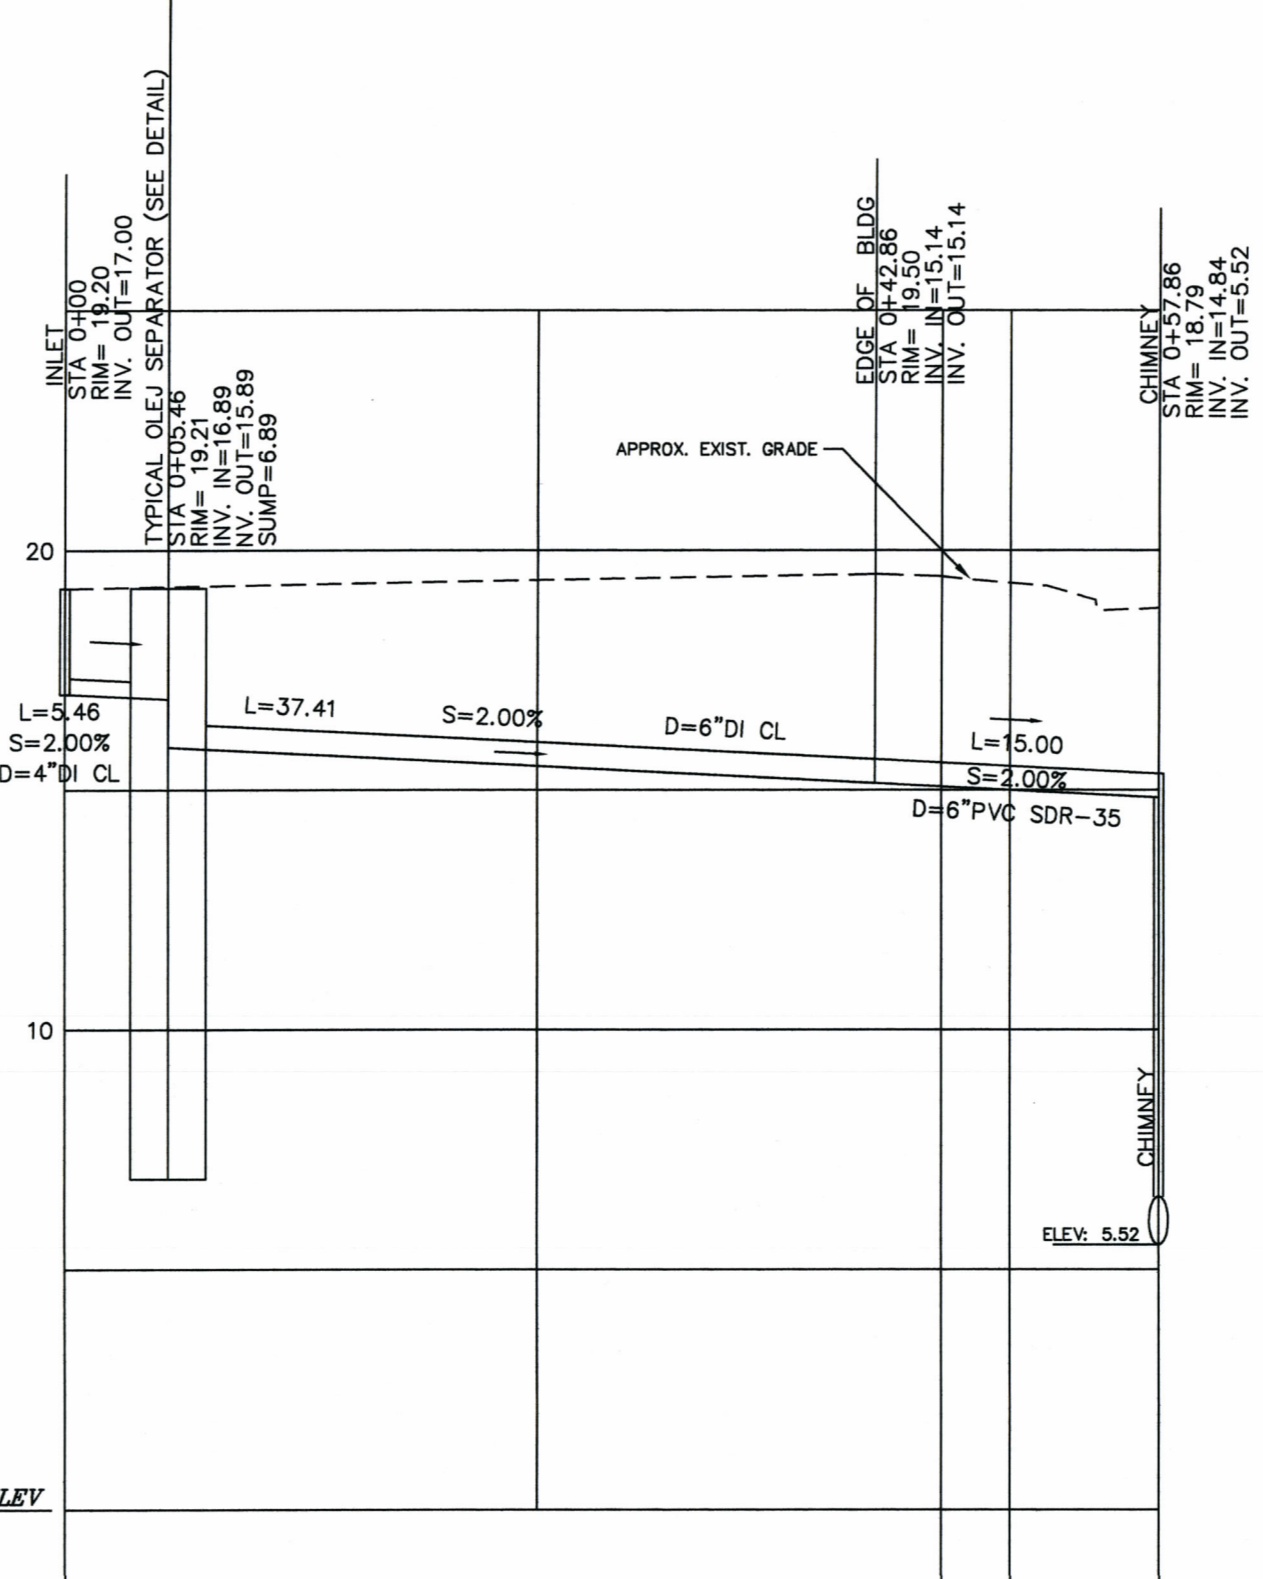 INLET
STA 0+00
RIM= 19.20
INV. OUT=17.00
TYPICAL OLEJ SEPARATOR (SEE DETAIL)
STA 0+05.46
RIM= 19.21
INV. IN=16.89
NV. OUT=15.89
SUMP=6.89
EDGE OF BLDG
STA 0+42.86
RIM= 19.50
INV. IN=15.14
INV. OUT=15.14
CHIMNEY
STA 0+57.86
RIM= 18.79
INV. IN=14.84
INV. OUT=5.52
APPROX. EXIST. GRADE
20
L=5.46
S=2.00%
D=4"DI CL
L=37.41
S=2.00%
D=6"DI CL
L=15.00
S=2.00%
D=6"PVC SDR-35
10
CHIMNEY
ELEV: 5.52
LEV